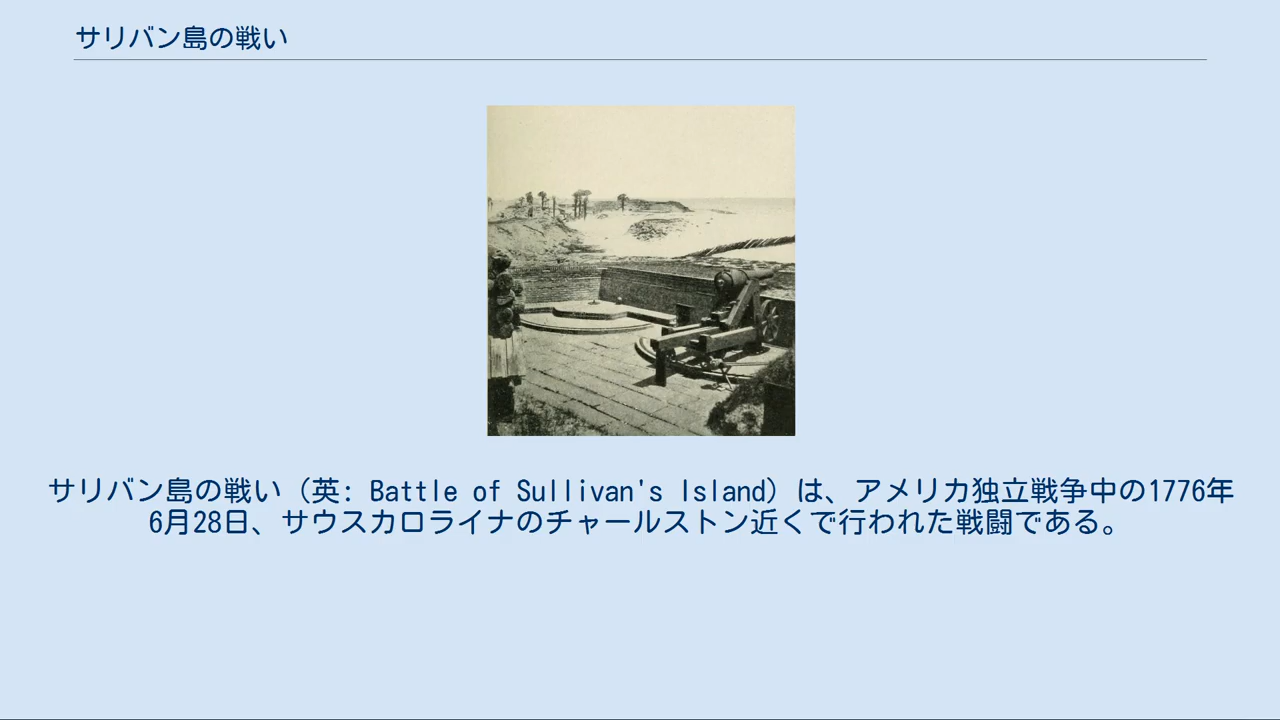 サリバン島の戦い
サリバン島の戦い（英: Battle of Sullivan's Island）は、アメリカ独立戦争中の1776年
6月28日、サウスカロライナのチャールストン近くで行われた戦闘である。